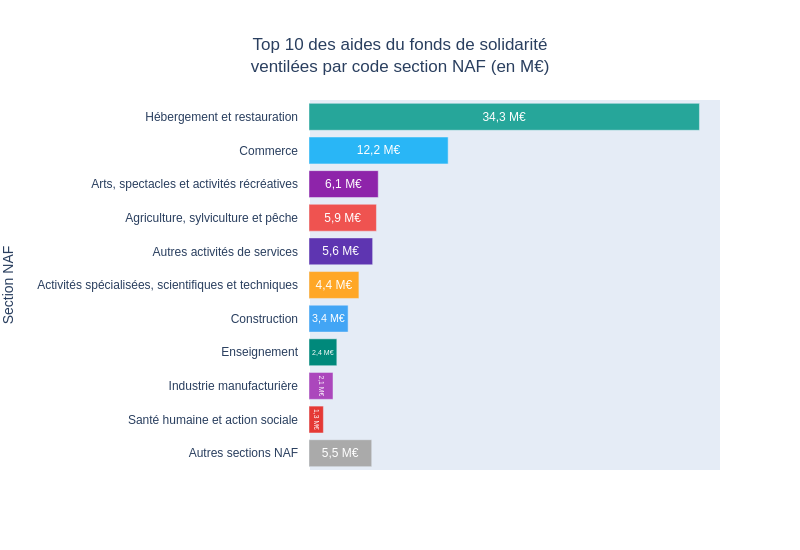 Top 10 des aides du fonds de solidarité
ventilées par code section NAF (en M€)
Section NAF
Hébergement et restauration 34,3 M€
Commerce 12,2 M€
Arts, spectacles et activités récréatives 6,1 M€
Agriculture, sylviculture et pêche 5,9 M€
Autres activités de services 5,6 M€
Activités spécialisées, scientifiques et techniques 4,4 M€
Construction 3,4 M€
Enseignement 2,4 M€
Industrie manufacturière 2,1 M€
Santé humaine et action sociale 1,3 M€
Autres sections NAF 5,5 M€